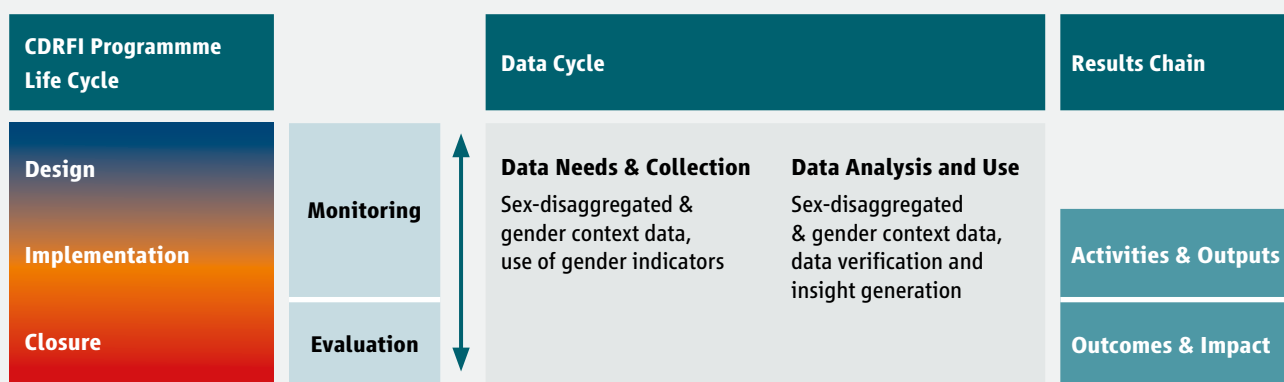 CDRFI Programmme
Life Cycle
Data Cycle
Results Chain
Design
Implementation
Closure
Monitoring
Evaluation
Data Needs & Collection
Sex-disaggregated &
gender context data,
use of gender indicators
Data Analysis and Use
Sex-disaggregated
& gender context data,
data verification and
insight generation
Activities & Outputs
Outcomes & Impact